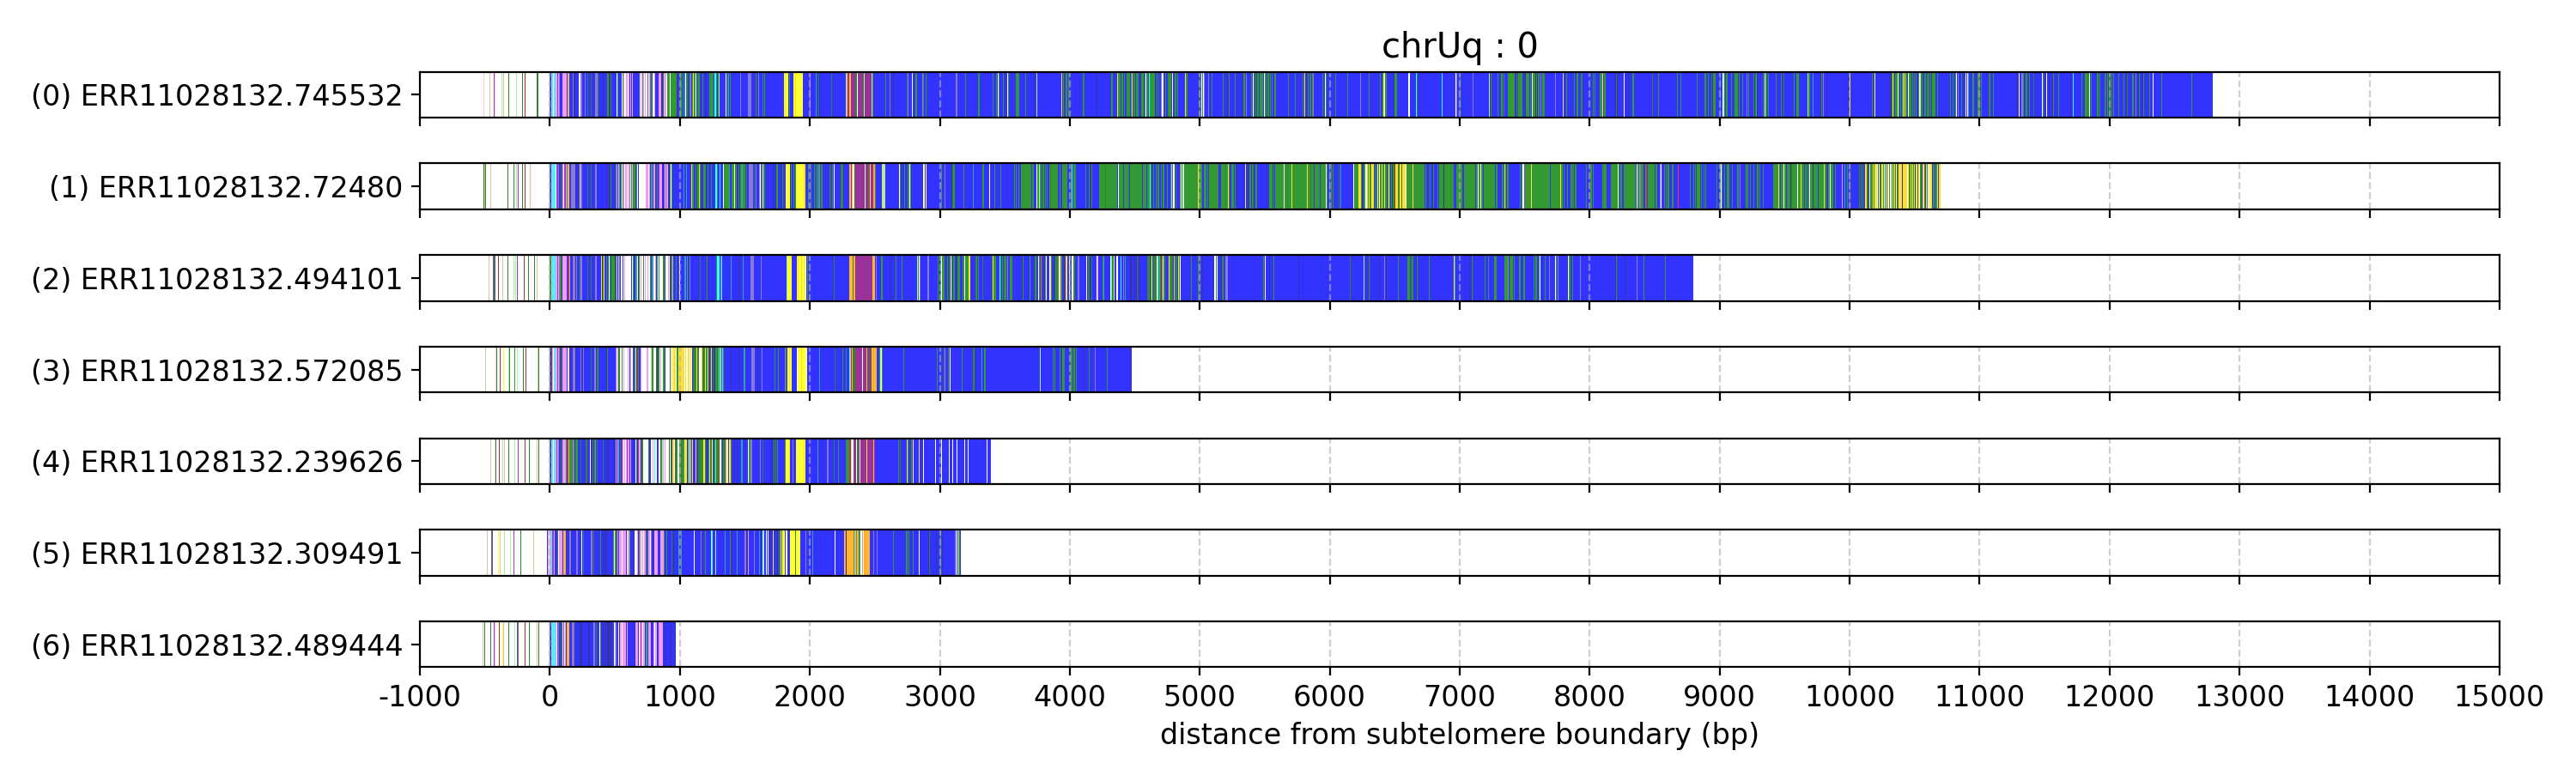 chrUq : 0
(0) ERR11028132.745532
(1) ERR11028132.72480
(2) ERR11028132.494101
(3) ERR11028132.572085
(4) ERR11028132.239626
(5) ERR11028132.309491
(6) ERR11028132.489444
-1000 0 1000 2000 3000 4000 5000 6000 7000 8000 9000 10000 11000 12000 13000 14000 15000
distance from subtelomere boundary (bp)